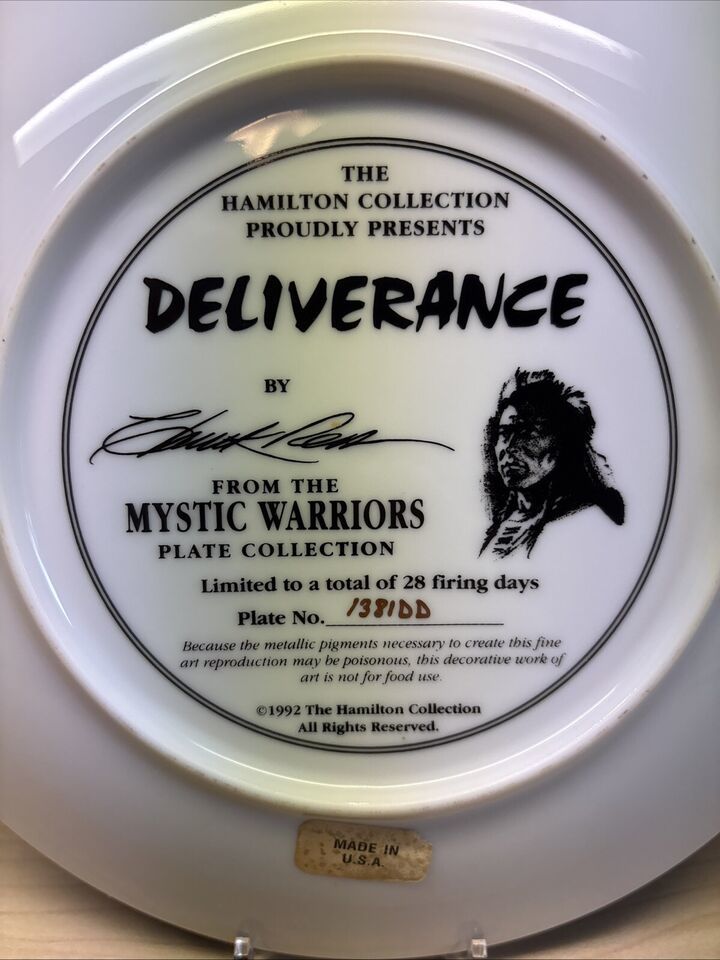 THE
HAMILTON COLLECTION
PROUDLY PRESENTS
DELIVERANCE
BY
Chuck Ren
FROM THE
MYSTIC WARRIORS
PLATE COLLECTION
Limited to a total of 28 firing days
Plate No. 1381DD
Because the metallic pigments necessary to create this fine
art reproduction may be poisonous, this decorative work of
art is not for food use.
©1992 The Hamilton Collection
All Rights Reserved.
MADE IN
U.S.A.